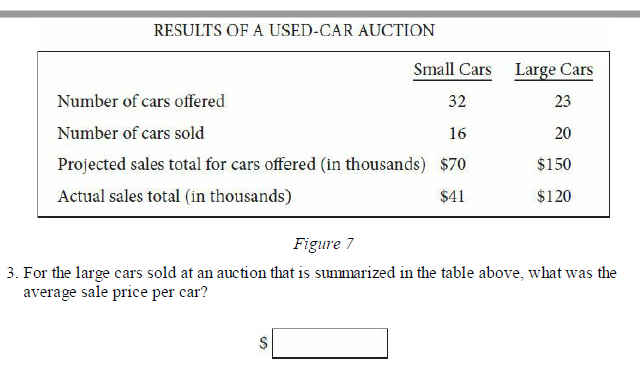 RESULTS OF A USED-CAR AUCTION
Small Cars Large Cars
Number of cars offered 32 23
Number of cars sold 16 20
Projected sales total for cars offered (in thousands) $70 $150
Actual sales total (in thousands) $41 $120
Figure 7
3. For the large cars sold at an auction that is summarized in the table above, what was the
average sale price per car?
$